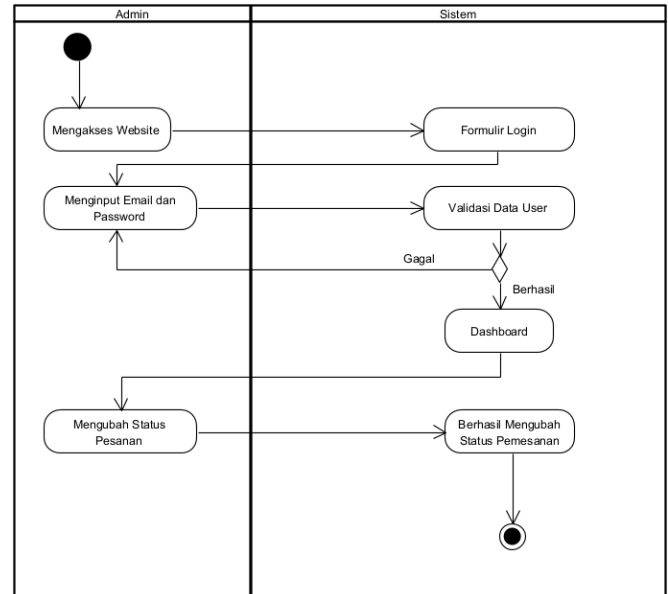 Admin
Sistem
Mengakses Website
Formulir Login
Menginput Email dan
Password
Validasi Data User
Gagal
Berhasil
Dashboard
Mengubah Status
Pesanan
Berhasil Mengubah
Status Pemesanan